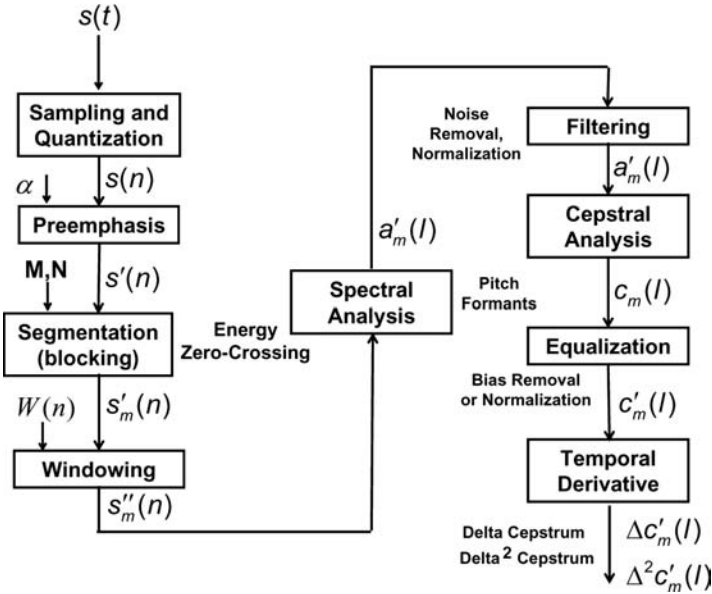 s(t)
Sampling and
Quantization
s(n)
α
Preemphasis
M,N
s′(n)
Segmentation
(blocking)
Energy
Zero-Crossing
s′ₘ(n)
W(n)
Windowing
s″ₘ(n)
Spectral
Analysis
Pitch
Formants
a′ₘ(l)
Noise
Removal,
Normalization
Filtering
a′ₘ(l)
Cepstral
Analysis
cₘ(l)
Equalization
Bias Removal
or Normalization
c′ₘ(l)
Temporal
Derivative
Delta Cepstrum
Delta² Cepstrum
Δc′ₘ(l)
Δ²c′ₘ(l)